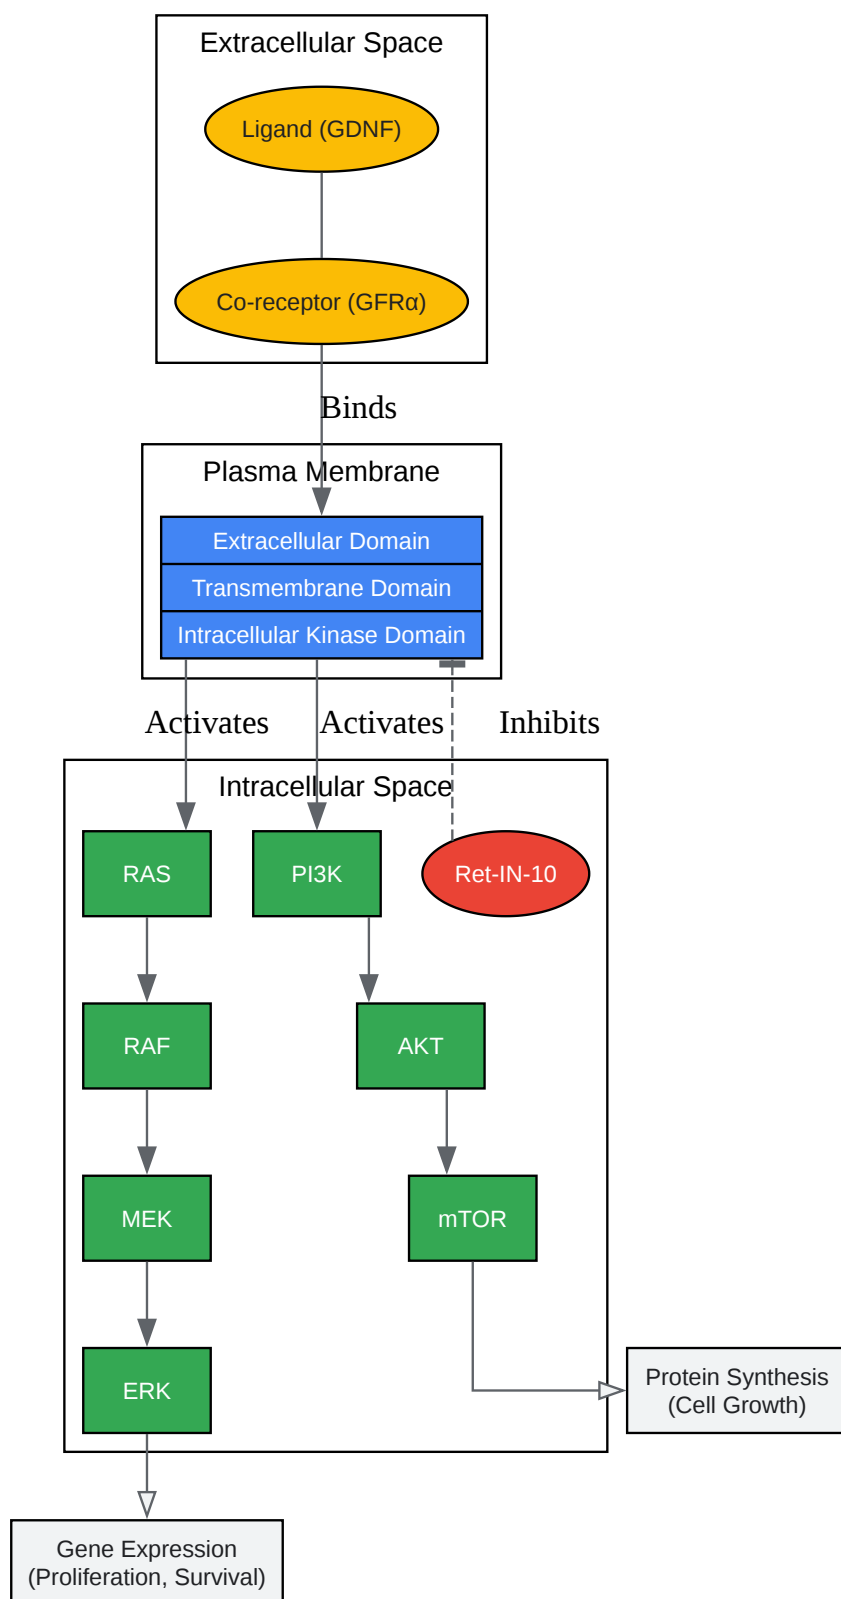 Extracellular Space
Ligand (GDNF)
Co-receptor (GFRα)
Binds
Plasma Membrane
Extracellular Domain
Transmembrane Domain
Intracellular Kinase Domain
Activates
Activates
Inhibits
Intracellular Space
RAS
PI3K
Ret-IN-10
RAF
AKT
MEK
mTOR
ERK
Protein Synthesis
(Cell Growth)
Gene Expression
(Proliferation, Survival)